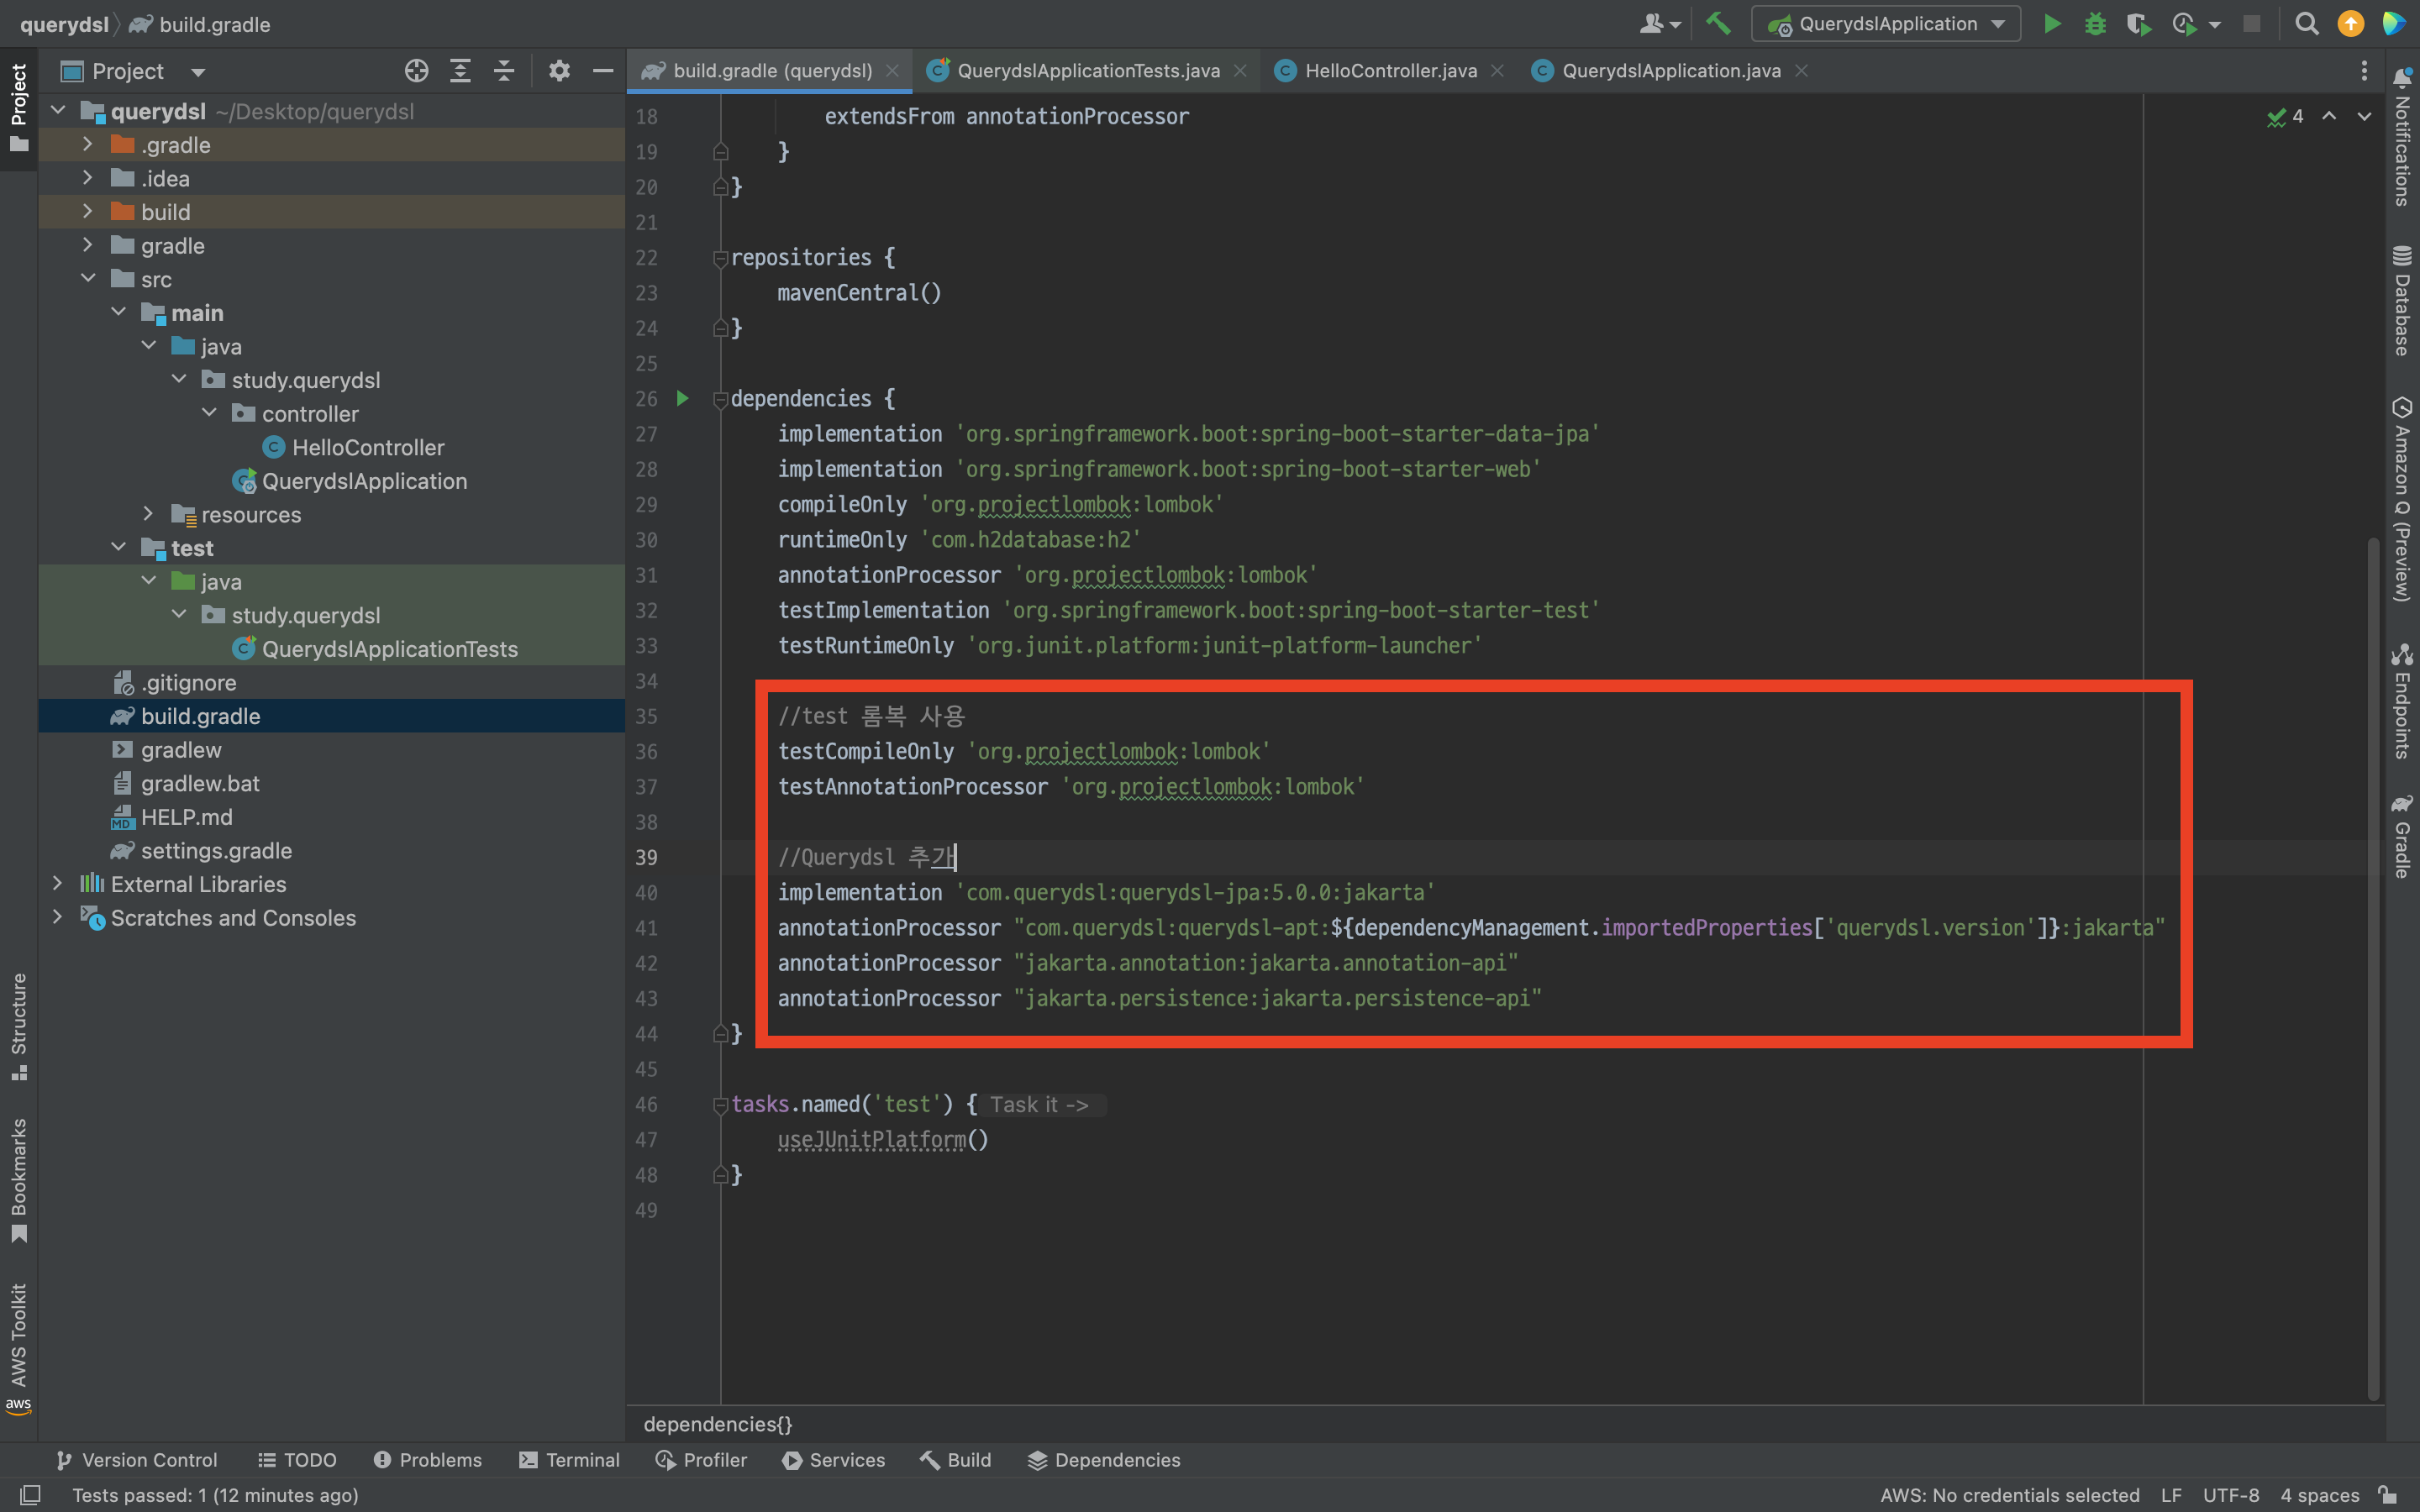 querydsl build.gradle
QuerydslApplication
Project
Project
build.gradle (querydsl)
QuerydslApplicationTests.java
HelloController.java
QuerydslApplication.java
querydsl ~/Desktop/querydsl
.gradle
.idea
build
gradle
src
main
java
study.querydsl
controller
HelloController
QuerydslApplication
resources
test
java
study.querydsl
QuerydslApplicationTests
.gitignore
build.gradle
gradlew
gradlew.bat
MD HELP.md
settings.gradle
External Libraries
Scratches and Consoles
Structure
Bookmarks
AWS Toolkit
aws
4
18 extendsFrom annotationProcessor
19 }
20 }
21
22 repositories {
23 mavenCentral()
24 }
25
26 dependencies {
27 implementation 'org.springframework.boot:spring-boot-starter-data-jpa'
28 implementation 'org.springframework.boot:spring-boot-starter-web'
29 compileOnly 'org.projectlombok:lombok'
30 runtimeOnly 'com.h2database:h2'
31 annotationProcessor 'org.projectlombok:lombok'
32 testImplementation 'org.springframework.boot:spring-boot-starter-test'
33 testRuntimeOnly 'org.junit.platform:junit-platform-launcher'
34
35 //test 롬복 사용
36 testCompileOnly 'org.projectlombok:lombok'
37 testAnnotationProcessor 'org.projectlombok:lombok'
38
39 //Querydsl 추가
40 implementation 'com.querydsl:querydsl-jpa:5.0.0:jakarta'
41 annotationProcessor "com.querydsl:querydsl-apt:${dependencyManagement.importedProperties['querydsl.version']}:jakarta"
42 annotationProcessor "jakarta.annotation:jakarta.annotation-api"
43 annotationProcessor "jakarta.persistence:jakarta.persistence-api"
44 }
45
46 tasks.named('test') { Task it ->
47 useJUnitPlatform()
48 }
49
Notifications
Database
Amazon Q (Preview)
Endpoints
Gradle
dependencies{}
Version Control
TODO
Problems
Terminal
Profiler
Services
Build
Dependencies
Tests passed: 1 (12 minutes ago)
AWS: No credentials selected
LF
UTF-8
4 spaces